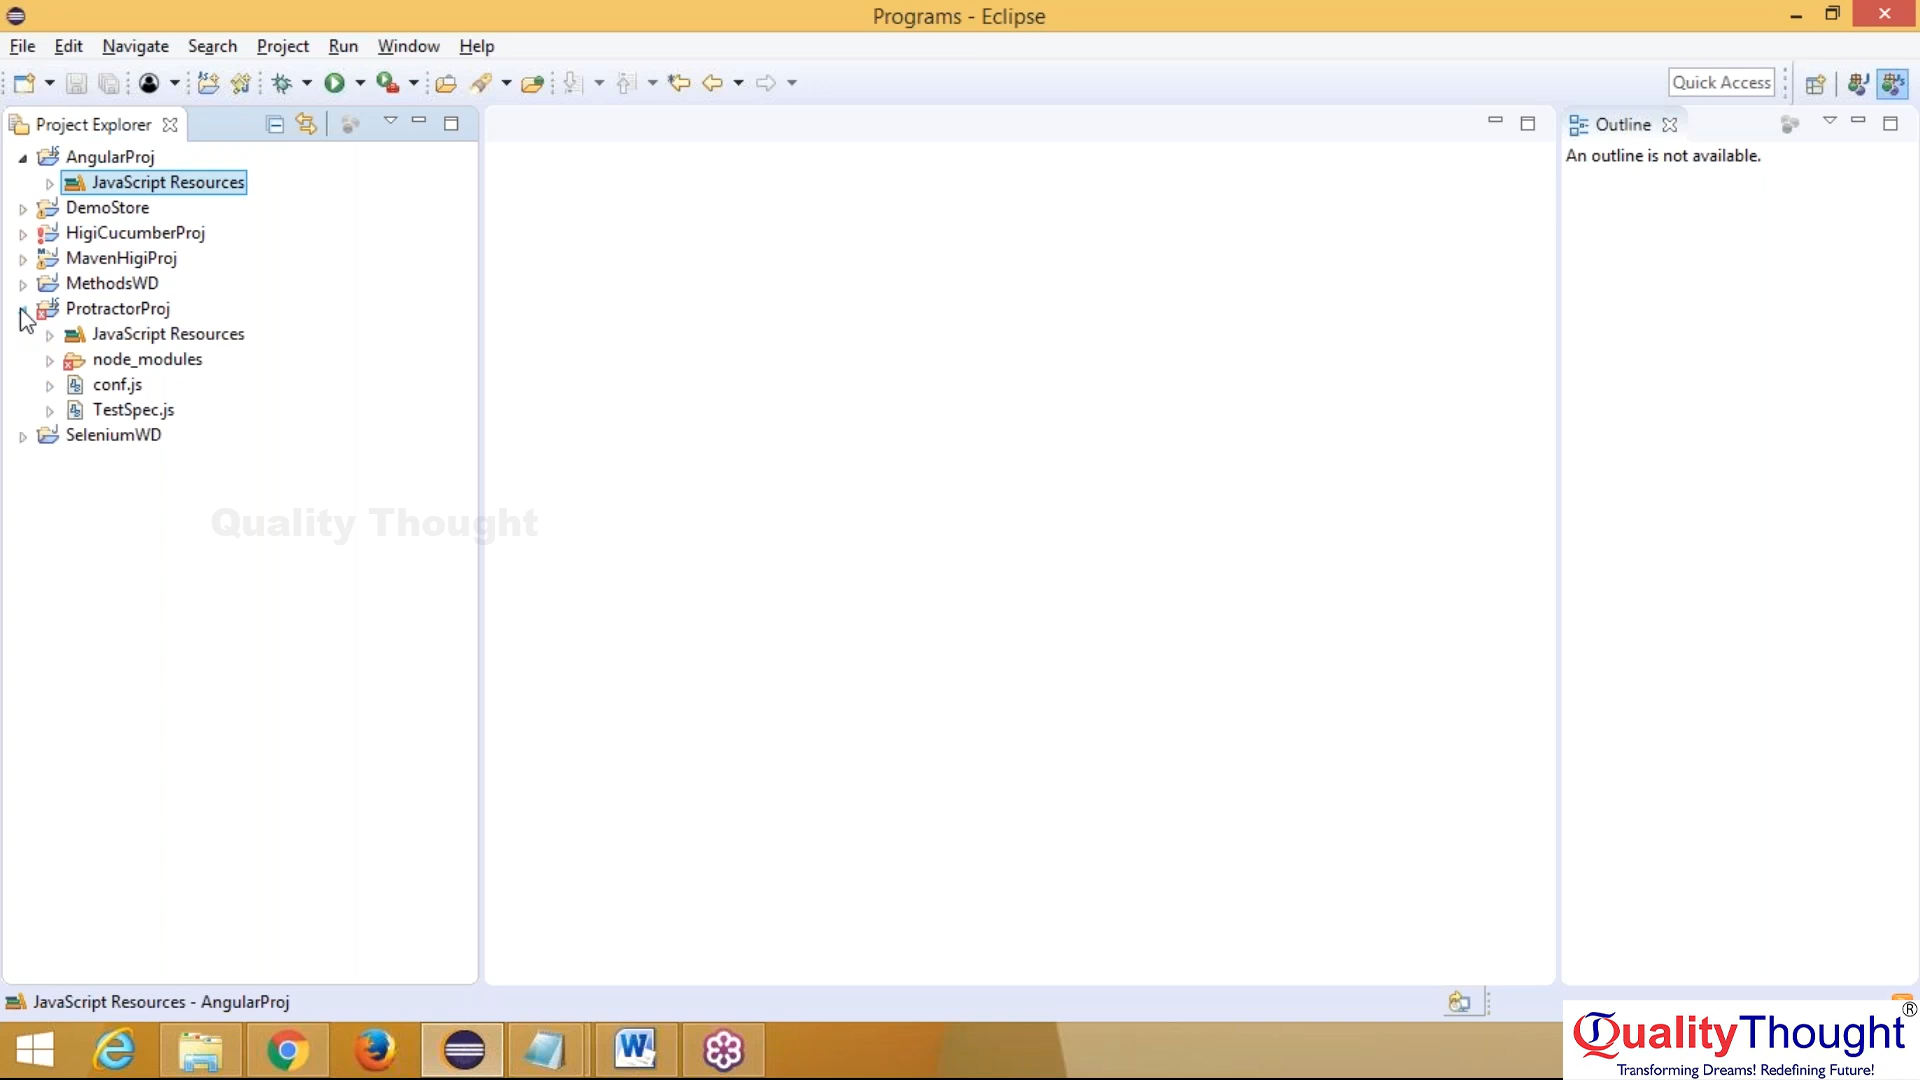 Programs - Eclipse
File Edit Navigate Search Project Run Window Help
Quick Access
Project Explorer
AngularProj
JavaScript Resources
DemoStore
HigiCucumberProj
MavenHigiProj
MethodsWD
ProtractorProj
JavaScript Resources
node_modules
conf.js
TestSpec.js
SeleniumWD
Outline
An outline is not available.
Quality Thought
JavaScript Resources - AngularProj
QualityThought®
Transforming Dreams! Redefining Future!